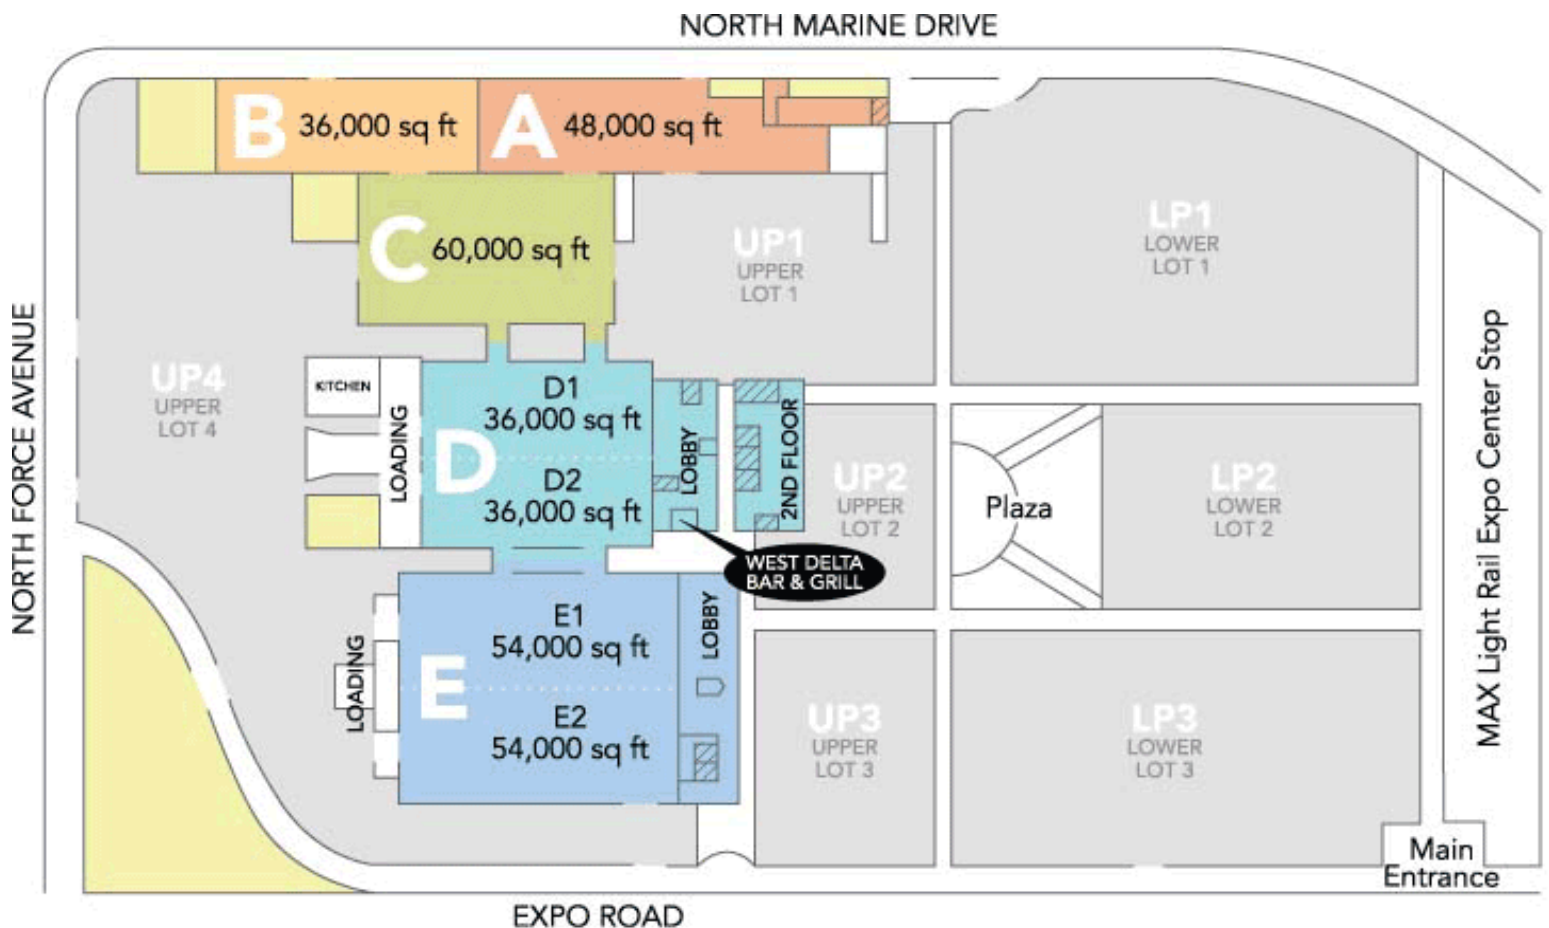 NORTH MARINE DRIVE
B 36,000 sq ft
A 48,000 sq ft
C 60,000 sq ft
UP1
UPPER
LOT 1
LP1
LOWER
LOT 1
NORTH FORCE AVENUE
UP4
UPPER
LOT 4
KITCHEN
LOADING
D
D1
36,000 sq ft
D2
36,000 sq ft
LOBBY
2ND FLOOR
UP2
UPPER
LOT 2
Plaza
LP2
LOWER
LOT 2
MAX Light Rail Expo Center Stop
WEST DELTA
BAR & GRILL
LOADING
E
E1
54,000 sq ft
E2
54,000 sq ft
LOBBY
UP3
UPPER
LOT 3
LP3
LOWER
LOT 3
Main
Entrance
EXPO ROAD